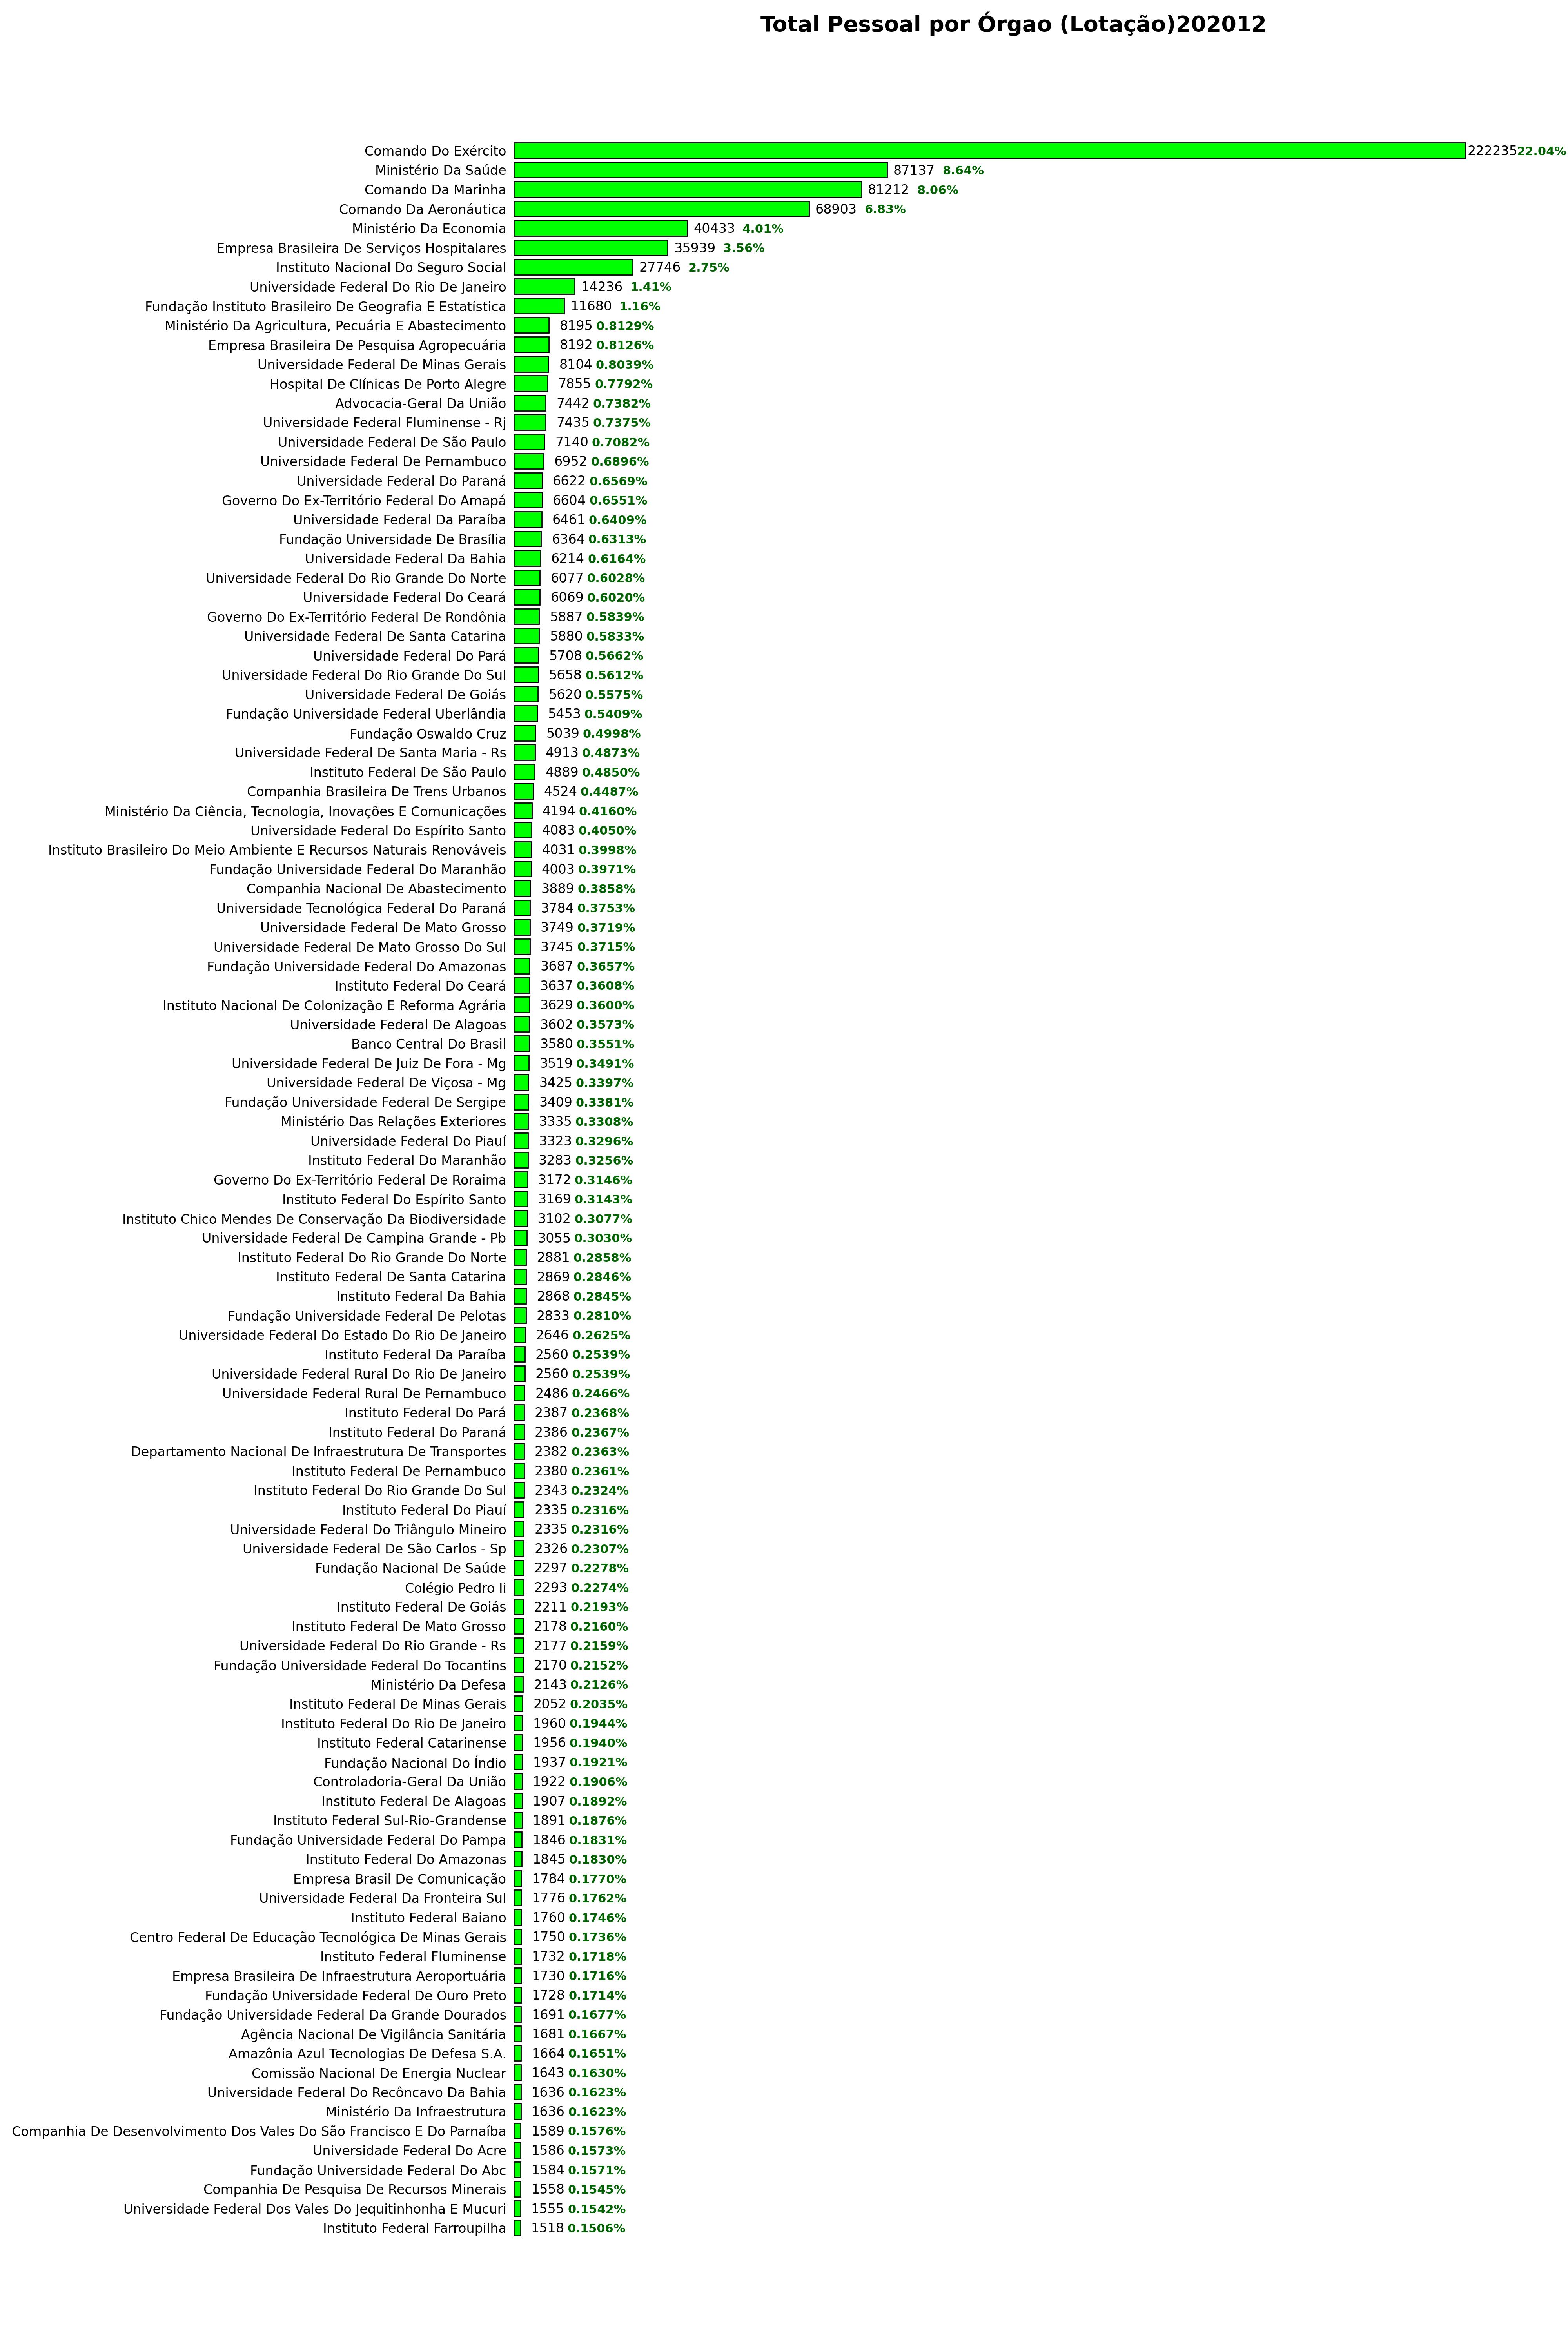 Total Pessoal por Órgao (Lotação)202012
Comando Do Exército 222235 22.04%
Ministério Da Saúde 87137 8.64%
Comando Da Marinha 81212 8.06%
Comando Da Aeronáutica 68903 6.83%
Ministério Da Economia 40433 4.01%
Empresa Brasileira De Serviços Hospitalares 35939 3.56%
Instituto Nacional Do Seguro Social 27746 2.75%
Universidade Federal Do Rio De Janeiro 14236 1.41%
Fundação Instituto Brasileiro De Geografia E Estatística 11680 1.16%
Ministério Da Agricultura, Pecuária E Abastecimento 8195 0.8129%
Empresa Brasileira De Pesquisa Agropecuária 8192 0.8126%
Universidade Federal De Minas Gerais 8104 0.8039%
Hospital De Clínicas De Porto Alegre 7855 0.7792%
Advocacia-Geral Da União 7442 0.7382%
Universidade Federal Fluminense - Rj 7435 0.7375%
Universidade Federal De São Paulo 7140 0.7082%
Universidade Federal De Pernambuco 6952 0.6896%
Universidade Federal Do Paraná 6622 0.6569%
Governo Do Ex-Território Federal Do Amapá 6604 0.6551%
Universidade Federal Da Paraíba 6461 0.6409%
Fundação Universidade De Brasília 6364 0.6313%
Universidade Federal Da Bahia 6214 0.6164%
Universidade Federal Do Rio Grande Do Norte 6077 0.6028%
Universidade Federal Do Ceará 6069 0.6020%
Governo Do Ex-Território Federal De Rondônia 5887 0.5839%
Universidade Federal De Santa Catarina 5880 0.5833%
Universidade Federal Do Pará 5708 0.5662%
Universidade Federal Do Rio Grande Do Sul 5658 0.5612%
Universidade Federal De Goiás 5620 0.5575%
Fundação Universidade Federal Uberlândia 5453 0.5409%
Fundação Oswaldo Cruz 5039 0.4998%
Universidade Federal De Santa Maria - Rs 4913 0.4873%
Instituto Federal De São Paulo 4889 0.4850%
Companhia Brasileira De Trens Urbanos 4524 0.4487%
Ministério Da Ciência, Tecnologia, Inovações E Comunicações 4194 0.4160%
Universidade Federal Do Espírito Santo 4083 0.4050%
Instituto Brasileiro Do Meio Ambiente E Recursos Naturais Renováveis 4031 0.3998%
Fundação Universidade Federal Do Maranhão 4003 0.3971%
Companhia Nacional De Abastecimento 3889 0.3858%
Universidade Tecnológica Federal Do Paraná 3784 0.3753%
Universidade Federal De Mato Grosso 3749 0.3719%
Universidade Federal De Mato Grosso Do Sul 3745 0.3715%
Fundação Universidade Federal Do Amazonas 3687 0.3657%
Instituto Federal Do Ceará 3637 0.3608%
Instituto Nacional De Colonização E Reforma Agrária 3629 0.3600%
Universidade Federal De Alagoas 3602 0.3573%
Banco Central Do Brasil 3580 0.3551%
Universidade Federal De Juiz De Fora - Mg 3519 0.3491%
Universidade Federal De Viçosa - Mg 3425 0.3397%
Fundação Universidade Federal De Sergipe 3409 0.3381%
Ministério Das Relações Exteriores 3335 0.3308%
Universidade Federal Do Piauí 3323 0.3296%
Instituto Federal Do Maranhão 3283 0.3256%
Governo Do Ex-Território Federal De Roraima 3172 0.3146%
Instituto Federal Do Espírito Santo 3169 0.3143%
Instituto Chico Mendes De Conservação Da Biodiversidade 3102 0.3077%
Universidade Federal De Campina Grande - Pb 3055 0.3030%
Instituto Federal Do Rio Grande Do Norte 2881 0.2858%
Instituto Federal De Santa Catarina 2869 0.2846%
Instituto Federal Da Bahia 2868 0.2845%
Fundação Universidade Federal De Pelotas 2833 0.2810%
Universidade Federal Do Estado Do Rio De Janeiro 2646 0.2625%
Instituto Federal Da Paraíba 2560 0.2539%
Universidade Federal Rural Do Rio De Janeiro 2560 0.2539%
Universidade Federal Rural De Pernambuco 2486 0.2466%
Instituto Federal Do Pará 2387 0.2368%
Instituto Federal Do Paraná 2386 0.2367%
Departamento Nacional De Infraestrutura De Transportes 2382 0.2363%
Instituto Federal De Pernambuco 2380 0.2361%
Instituto Federal Do Rio Grande Do Sul 2343 0.2324%
Instituto Federal Do Piauí 2335 0.2316%
Universidade Federal Do Triângulo Mineiro 2335 0.2316%
Universidade Federal De São Carlos - Sp 2326 0.2307%
Fundação Nacional De Saúde 2297 0.2278%
Colégio Pedro Ii 2293 0.2274%
Instituto Federal De Goiás 2211 0.2193%
Instituto Federal De Mato Grosso 2178 0.2160%
Universidade Federal Do Rio Grande - Rs 2177 0.2159%
Fundação Universidade Federal Do Tocantins 2170 0.2152%
Ministério Da Defesa 2143 0.2126%
Instituto Federal De Minas Gerais 2052 0.2035%
Instituto Federal Do Rio De Janeiro 1960 0.1944%
Instituto Federal Catarinense 1956 0.1940%
Fundação Nacional Do Índio 1937 0.1921%
Controladoria-Geral Da União 1922 0.1906%
Instituto Federal De Alagoas 1907 0.1892%
Instituto Federal Sul-Rio-Grandense 1891 0.1876%
Fundação Universidade Federal Do Pampa 1846 0.1831%
Instituto Federal Do Amazonas 1845 0.1830%
Empresa Brasil De Comunicação 1784 0.1770%
Universidade Federal Da Fronteira Sul 1776 0.1762%
Instituto Federal Baiano 1760 0.1746%
Centro Federal De Educação Tecnológica De Minas Gerais 1750 0.1736%
Instituto Federal Fluminense 1732 0.1718%
Empresa Brasileira De Infraestrutura Aeroportuária 1730 0.1716%
Fundação Universidade Federal De Ouro Preto 1728 0.1714%
Fundação Universidade Federal Da Grande Dourados 1691 0.1677%
Agência Nacional De Vigilância Sanitária 1681 0.1667%
Amazônia Azul Tecnologias De Defesa S.A. 1664 0.1651%
Comissão Nacional De Energia Nuclear 1643 0.1630%
Universidade Federal Do Recôncavo Da Bahia 1636 0.1623%
Ministério Da Infraestrutura 1636 0.1623%
Companhia De Desenvolvimento Dos Vales Do São Francisco E Do Parnaíba 1589 0.1576%
Universidade Federal Do Acre 1586 0.1573%
Fundação Universidade Federal Do Abc 1584 0.1571%
Companhia De Pesquisa De Recursos Minerais 1558 0.1545%
Universidade Federal Dos Vales Do Jequitinhonha E Mucuri 1555 0.1542%
Instituto Federal Farroupilha 1518 0.1506%